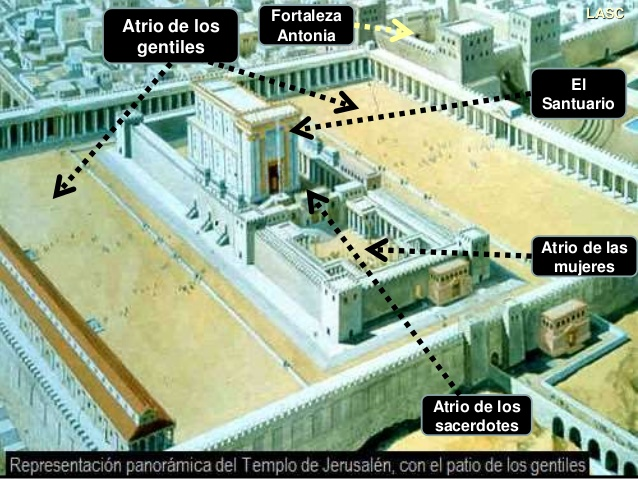 LASC
Fortaleza
Antonia
Atrio de los
gentiles
El
Santuario
Atrio de las
mujeres
Atrio de los
sacerdotes
Representación panorámica del Templo de Jerusalén, con el patio de los gentiles